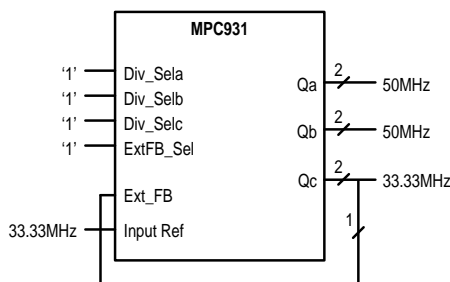 MPC931
‘1’ Div_Sela
‘1’ Div_Selb
‘1’ Div_Selc
‘1’ ExtFB_Sel
Ext_FB
33.33MHz Input Ref
Qa 2 50MHz
Qb 2 50MHz
Qc 2 33.33MHz
1